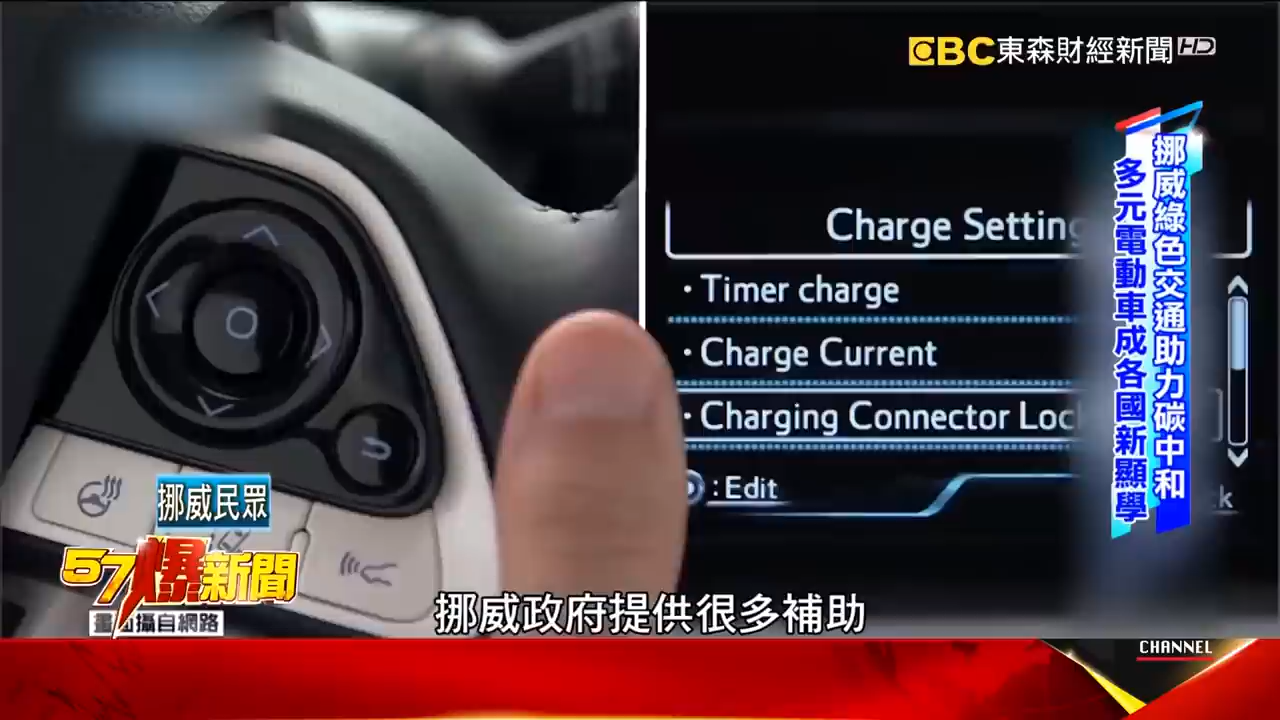 EBC東森財經新聞HD
挪威綠色交通助力碳中和
多元電動車成各國新顯學
Charge Setting
・Timer charge
・Charge Current
・Charging Connector Lock
:Edit
挪威民眾
57爆新聞
畫面攝自網路
挪威政府提供很多補助
CHANNEL